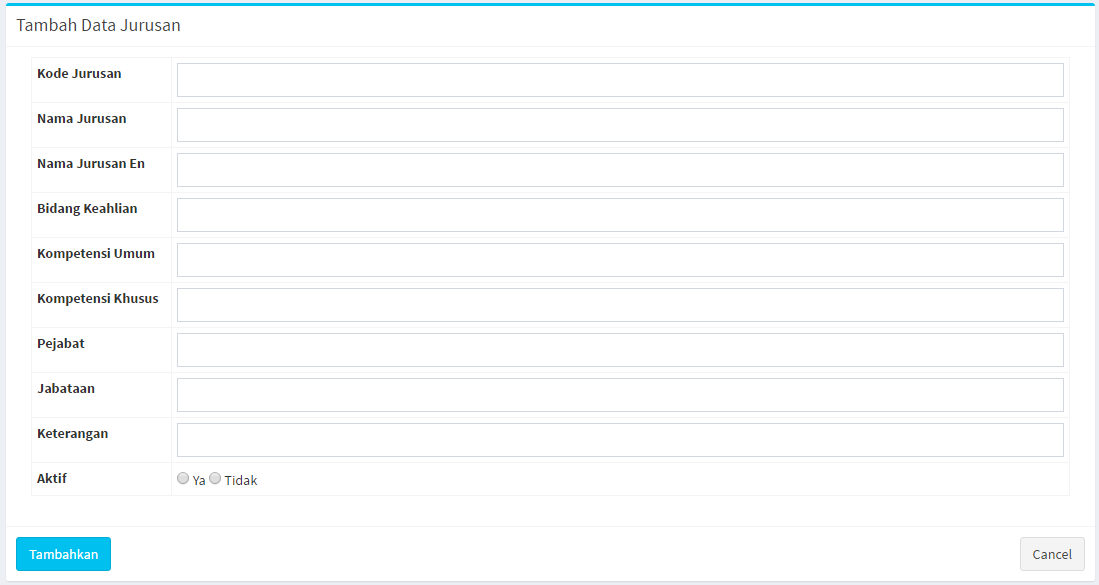 Tambah Data Jurusan
Kode Jurusan
Nama Jurusan
Nama Jurusan En
Bidang Keahlian
Kompetensi Umum
Kompetensi Khusus
Pejabat
Jabataan
Keterangan
Aktif Ya Tidak
Tambahkan Cancel